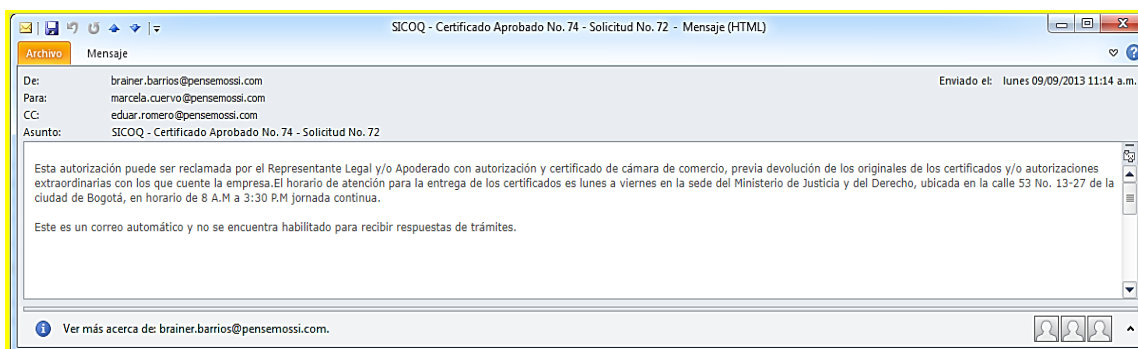 SICOQ - Certificado Aprobado No. 74 - Solicitud No. 72 - Mensaje (HTML)
Archivo Mensaje
De: brainer.barrios@pensemossi.com Enviado el: lunes 09/09/2013 11:14 a.m.
Para: marcela.cuervo@pensemossi.com
CC: eduar.romero@pensemossi.com
Asunto: SICOQ - Certificado Aprobado No. 74 - Solicitud No. 72
Esta autorización puede ser reclamada por el Representante Legal y/o Apoderado con autorización y certificado de cámara de comercio, previa devolución de los originales de los certificados y/o autorizaciones
extraordinarias con los que cuente la empresa.El horario de atención para la entrega de los certificados es lunes a viernes en la sede del Ministerio de Justicia y del Derecho, ubicada en la calle 53 No. 13-27 de la
ciudad de Bogotá, en horario de 8 A.M a 3:30 P.M jornada continua.
Este es un correo automático y no se encuentra habilitado para recibir respuestas de trámites.
Ver más acerca de: brainer.barrios@pensemossi.com.